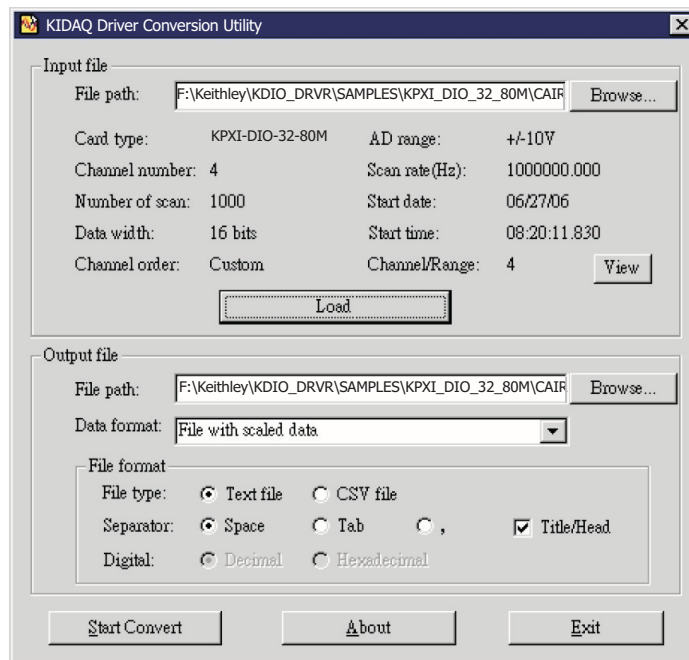 KIDAQ Driver Conversion Utility
Input file
File path: F:\Keithley\KDIO_DRVR\SAMPLES\KPXI_DIO_32_80M\CAIR Browse...
Card type: KPXI-DIO-32-80M AD range: +/-10V
Channel number: 4 Scan rate(Hz): 1000000.000
Number of scan: 1000 Start date: 06/27/06
Data width: 16 bits Start time: 08:20:11.830
Channel order: Custom Channel/Range: 4 View
Load
Output file
File path: F:\Keithley\KDIO_DRVR\SAMPLES\KPXI_DIO_32_80M\CAIR Browse...
Data format: File with scaled data
File format
File type: Text file CSV file
Separator: Space Tab , Title/Head
Digital: Decimal Hexadecimal
Start Convert About Exit